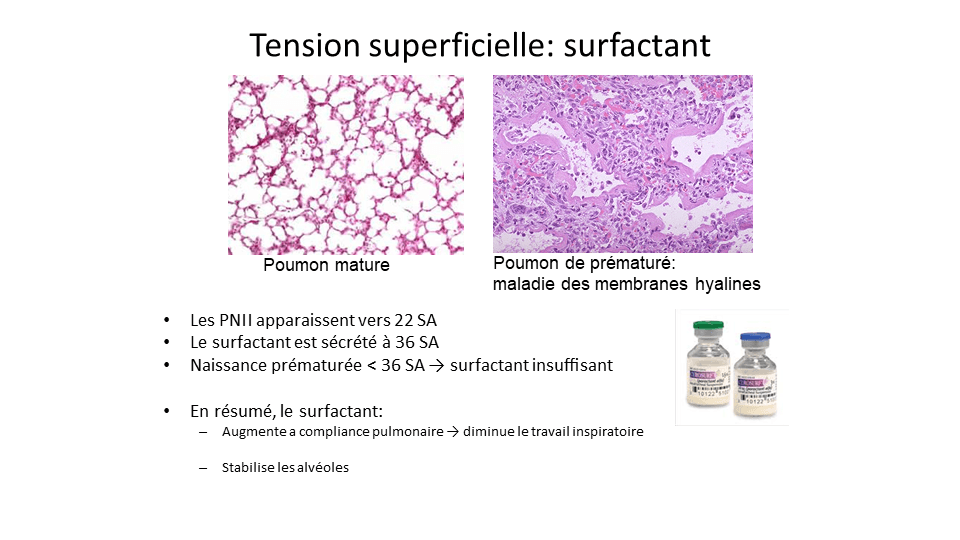 Tension superficielle: surfactant
Poumon mature
Poumon de prématuré:
maladie des membranes hyalines
• Les PNII apparaissent vers 22 SA
• Le surfactant est sécrété à 36 SA
• Naissance prématurée < 36 SA → surfactant insuffisant
• En résumé, le surfactant:
– Augmente a compliance pulmonaire → diminue le travail inspiratoire
– Stabilise les alvéoles